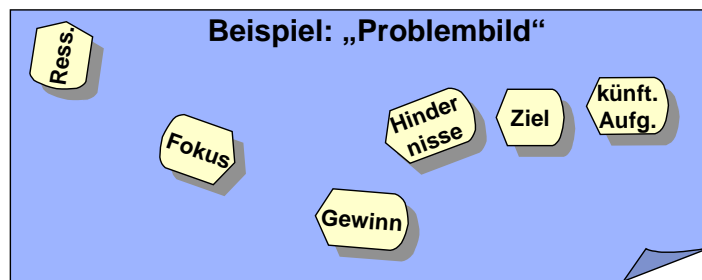 Beispiel: „Problembild“
Ress.
Fokus
Hinder
nisse
Ziel
künft.
Aufg.
Gewinn